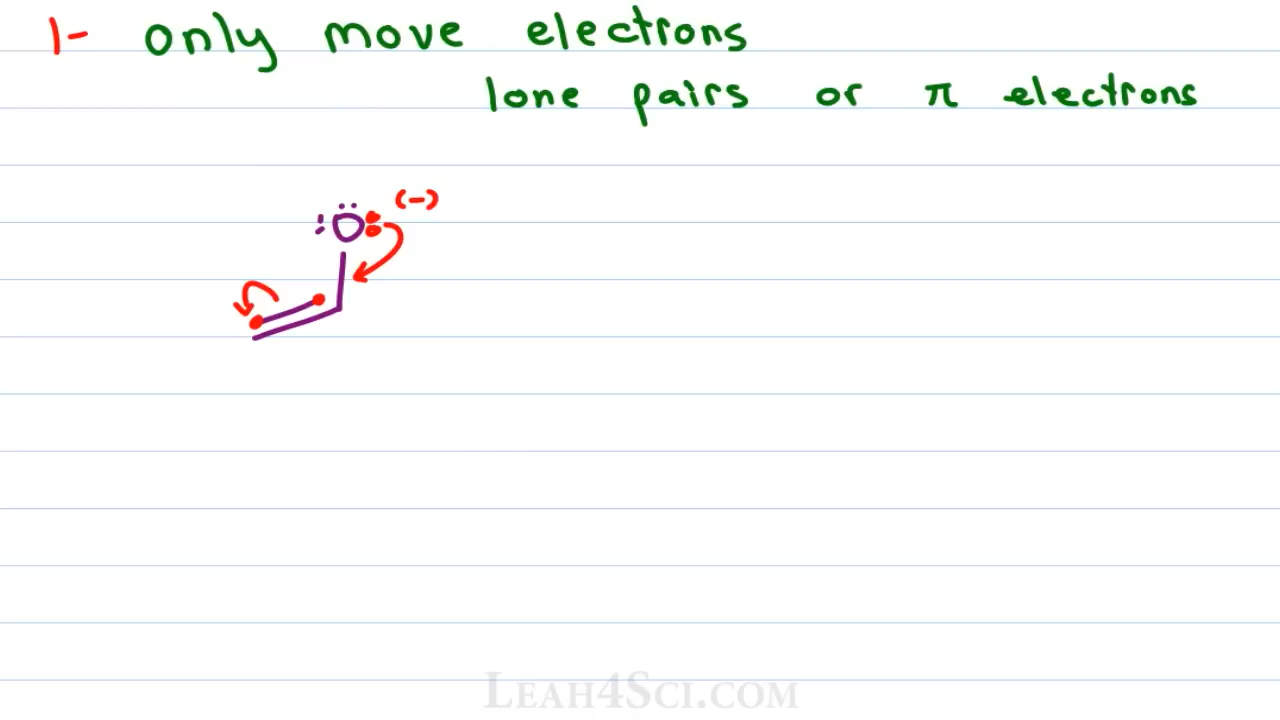 1- only move electrons
lone pairs or π electrons
(-)
:Ö:
LEAH4SCI.COM